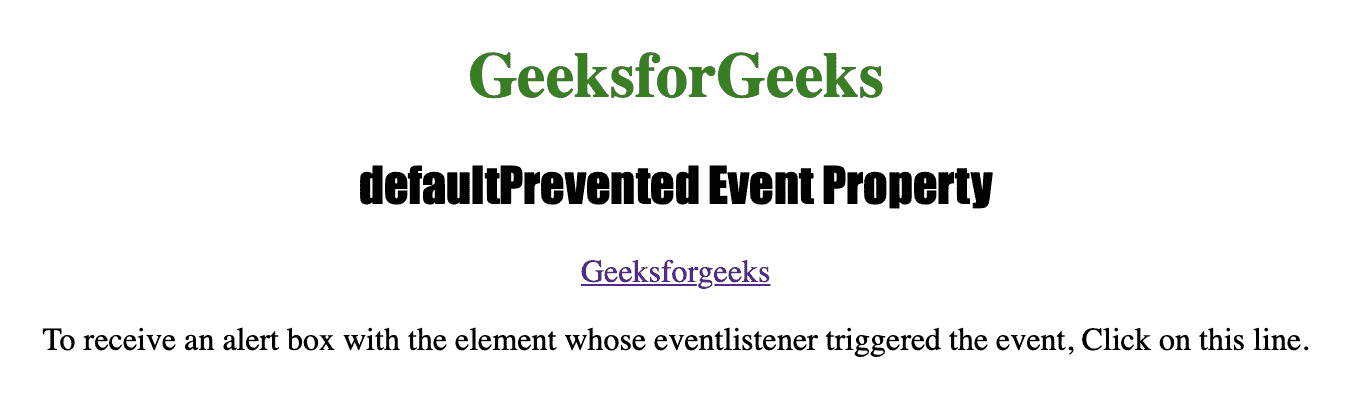 GeeksforGeeks
defaultPrevented Event Property
Geeksforgeeks
To receive an alert box with the element whose eventlistener triggered the event, Click on this line.